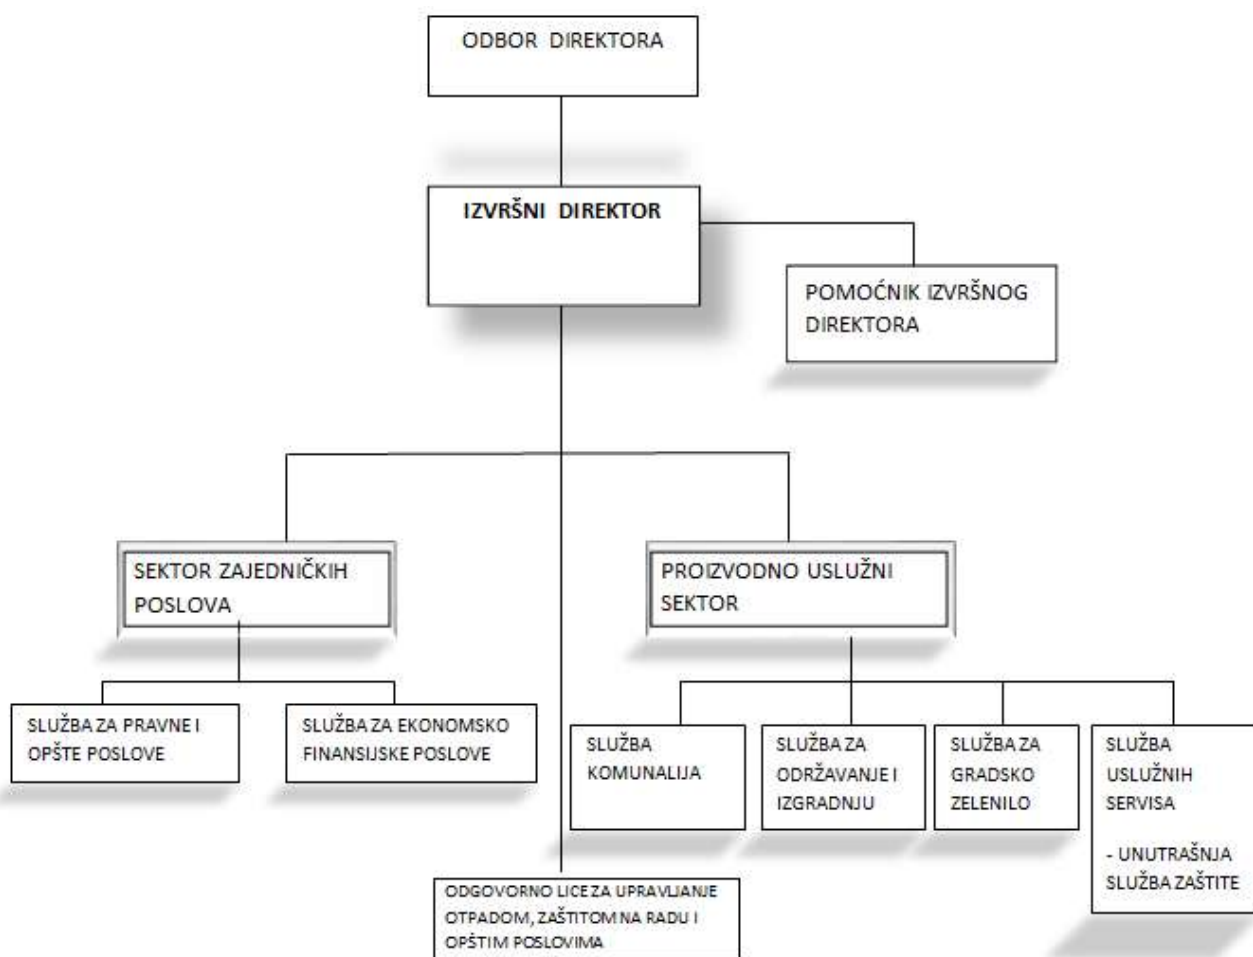 ODBOR DIREKTORA
IZVRŠNI DIREKTOR
POMOĆNIK IZVRŠNOG
DIREKTORA
SEKTOR ZAJEDNIČKIH
POSLOVA
PROIZVODNO USLUŽNI
SEKTOR
SLUŽBA ZA PRAVNE I
OPŠTE POSLOVE
SLUŽBA ZA EKONOMSKO
FINANSIJSKE POSLOVE
SLUŽBA
KOMUNALIJA
SLUŽBA ZA
ODRŽAVANJE I
IZGRADNJU
SLUŽBA ZA
GRADSKO
ZELENILO
SLUŽBA
USLUŽNIH
SERVISA
- UNUTRAŠNJA
SLUŽBA ZAŠTITE
ODGOVORNO LICE ZA UPRAVLJANJE
OTPADOM, ZAŠTITOM NA RADU I
OPŠTIM POSLOVIMA